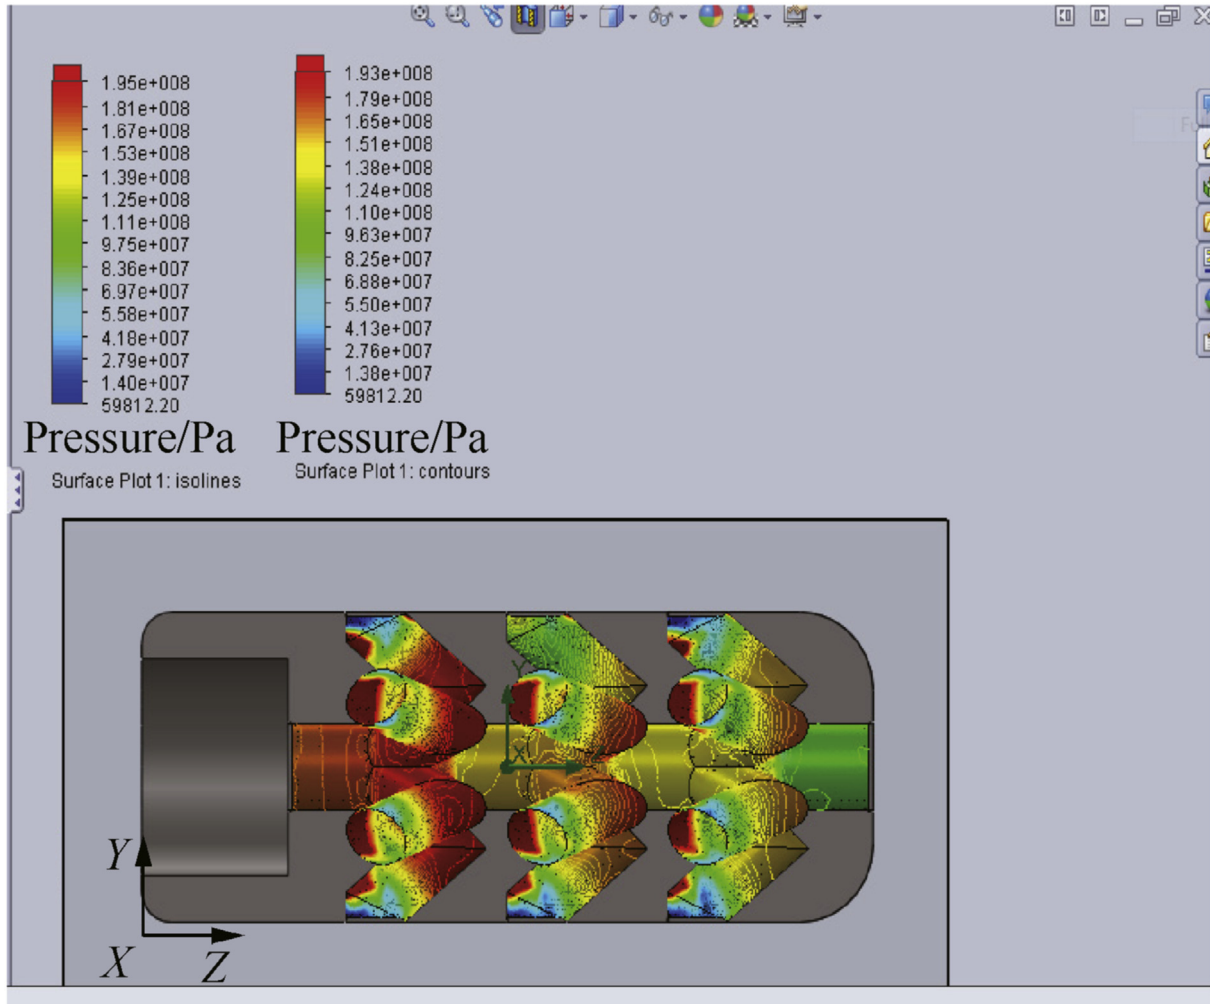 1.95e+008
1.81e+008
1.67e+008
1.53e+008
1.39e+008
1.25e+008
1.11e+008
9.75e+007
8.36e+007
6.97e+007
5.58e+007
4.18e+007
2.79e+007
1.40e+007
59812.20
Pressure/Pa
Surface Plot 1: isolines
1.93e+008
1.79e+008
1.65e+008
1.51e+008
1.38e+008
1.24e+008
1.10e+008
9.63e+007
8.25e+007
6.88e+007
5.50e+007
4.13e+007
2.76e+007
1.38e+007
59812.20
Pressure/Pa
Surface Plot 1: contours
Y
X
Y
X
Z